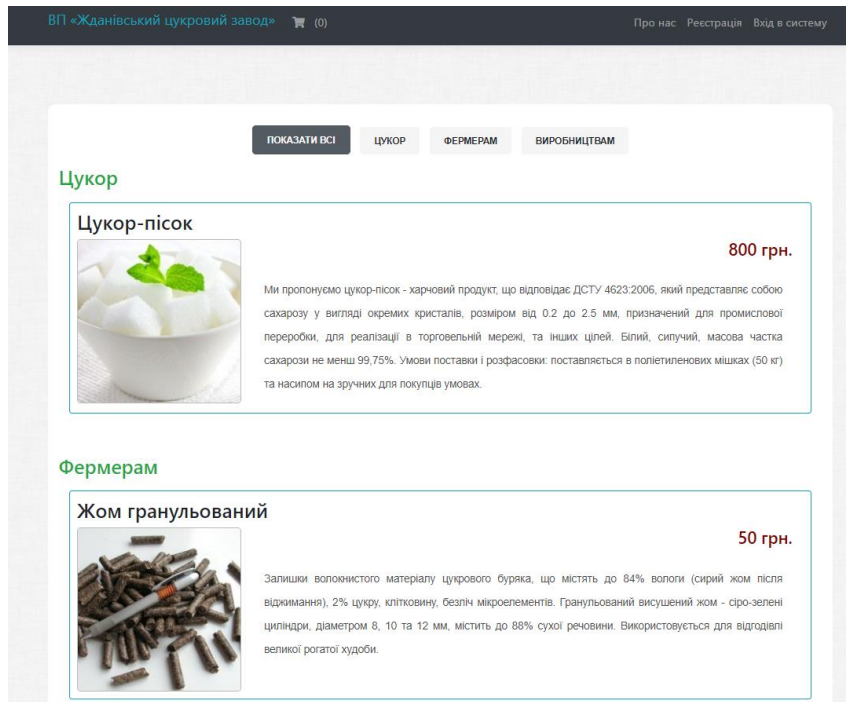 ВП «Жданівський цукровий завод» (0) Про нас Реєстрація Вхід в систему
ПОКАЗАТИ ВСІ ЦУКОР ФЕРМЕРАМ ВИРОБНИЦТВАМ
Цукор
Цукор-пісок
800 грн.
Ми пропонуємо цукор-пісок - харчовий продукт, що відповідає ДСТУ 4623:2006, який представляє собою
сахарозу у вигляді окремих кристалів, розміром від 0.2 до 2.5 мм, призначений для промислової
переробки, для реалізації в торговельній мережі, та інших цілей. Білий, сипучий, масова частка
сахарози не менш 99,75%. Умови поставки і розфасовки: поставляється в поліетиленових мішках (50 кг)
та насипом на зручних для покупців умовах.
Фермерам
Жом гранульований
50 грн.
Залишки волокнистого матеріалу цукрового буряка, що містять до 84% вологи (сирий жом після
віджимання), 2% цукру, клітковину, безліч мікроелементів. Гранульований висушений жом - сіро-зелені
циліндри, діаметром 8, 10 та 12 мм, містить до 88% сухої речовини. Використовується для відгодівлі
великої рогатої худоби.